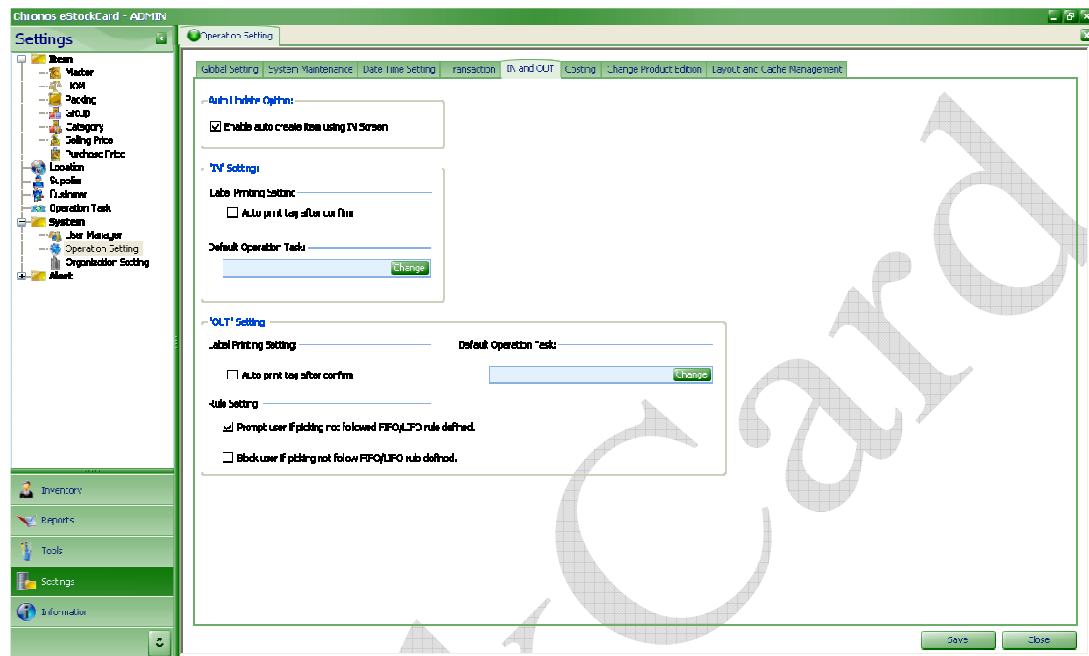 Chronos eStockCard - ADMIN
Settings
Item
Master
UOM
Packing
Group
Category
Selling Price
Purchase Price
Location
Supplier
Customer
Operation Task
System
User Manager
Operation Setting
Organization Setting
Alert
Inventory
Reports
Tools
Settings
Information
Operation Setting
Global Setting System Maintenance Date Time Setting Transaction IN and OUT Costing Change Product Edition Layout and Cache Management
Auto Update Option:
Enable auto create item using IN Screen
'IN' Setting:
Label Printing Setting:
Auto print tag after confirm
Default Operation Task:
Change
'OUT' Setting
Label Printing Setting: Default Operation Task:
Auto print tag after confirm Change
Rule Setting
Prompt user if picking not followed FIFO/LIFO rule defined.
Block user if picking not follow FIFO/LIFO rule defined.
Save Close
Card